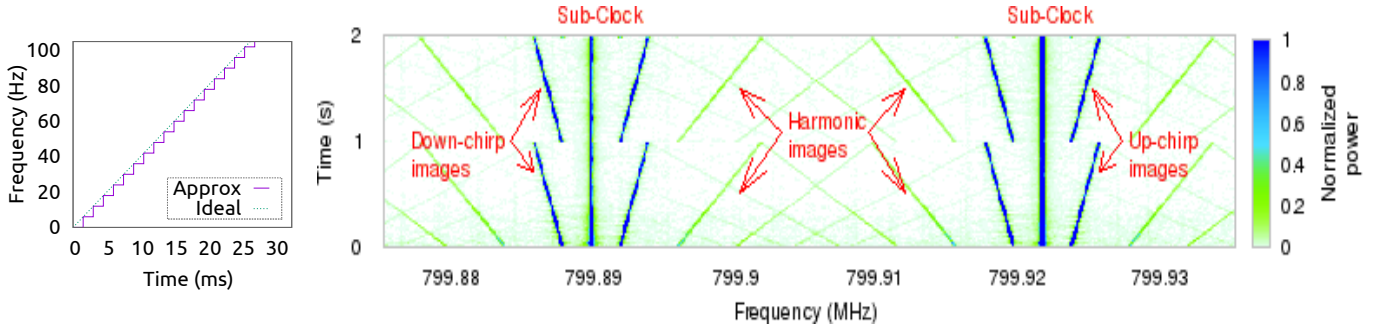 Sub-Clock
Sub-Clock
Frequency (Hz)
100
80
60
40
20
0
Approx
Ideal
0 5 10 15 20 25 30
Time (ms)
Time (s)
2
1
0
Down-chirp
images
Harmonic
images
Up-chirp
images
799.88 799.89 799.9 799.91 799.92 799.93
Frequency (MHz)
1
0.8
0.6
0.4
0.2
0
Normalized
power